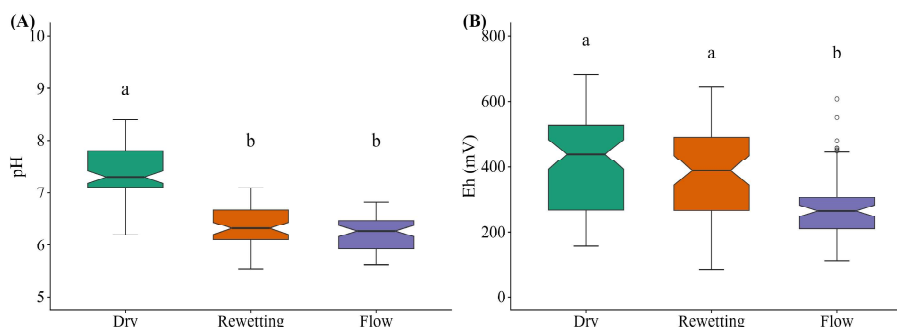 (A)
10
9
8
7
6
5
pH
a
b
b
Dry
Rewetting
Flow
(B)
800
600
400
200
0
Eh (mV)
a
a
b
Dry
Rewetting
Flow